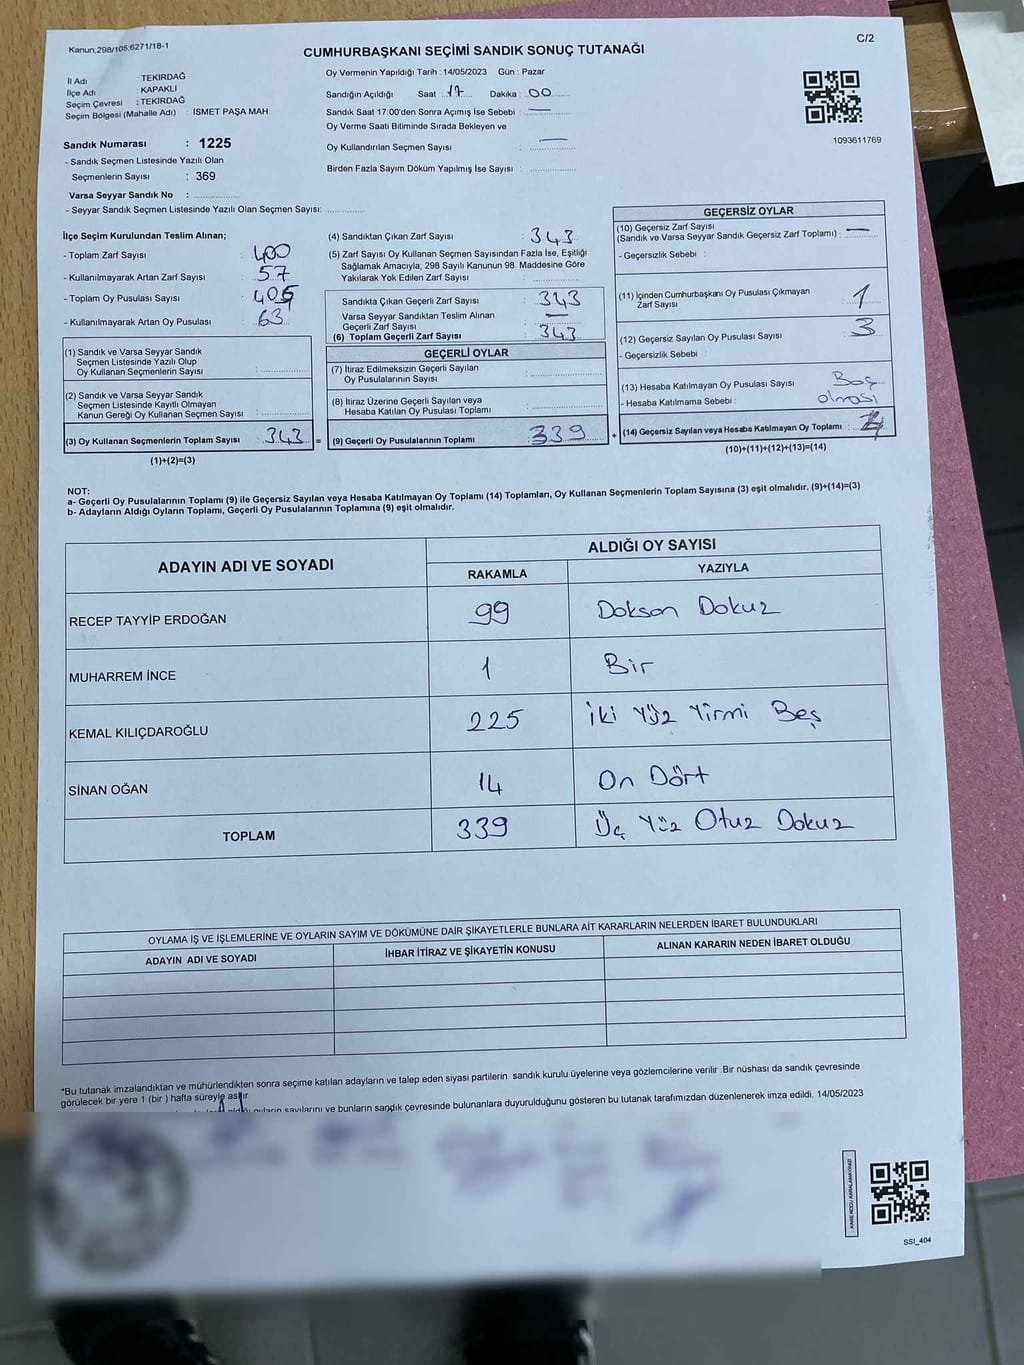 Kanun;298/105;6271/18-1
CUMHURBAŞKANI SEÇİMİ SANDIK SONUÇ TUTANAĞI
C/2
İl Adı : TEKİRDAĞ
İlçe Adı : KAPAKLI
Seçim Çevresi : TEKİRDAĞ
Seçim Bölgesi (Mahalle Adı) : İSMET PAŞA MAH.
Oy Vermenin Yapıldığı Tarih : 14/05/2023 Gün : Pazar
Sandığın Açıldığı Saat : 17 Dakika : 00
Sandık Saat 17:00'den Sonra Açımış İse Sebebi : —
Oy Verme Saati Bitiminde Sırada Bekleyen ve
Oy Kullandırılan Seçmen Sayısı : —
Birden Fazla Sayım Döküm Yapılmış İse Sayısı :
1093611769
Sandık Numarası : 1225
- Sandık Seçmen Listesinde Yazılı Olan
Seçmenlerin Sayısı : 369
Varsa Seyyar Sandık No :
- Seyyar Sandık Seçmen Listesinde Yazılı Olan Seçmen Sayısı:
İlçe Seçim Kurulundan Teslim Alınan;
- Toplam Zarf Sayısı : 400
- Kullanılmayarak Artan Zarf Sayısı : 57
- Toplam Oy Pusulası Sayısı :
- Kullanılmayarak Artan Oy Pusulası : 63
(1) Sandık ve Varsa Seyyar Sandık
Seçmen Listesinde Yazılı Olup
Oy Kullanan Seçmenlerin Sayısı :
(2) Sandık ve Varsa Seyyar Sandık
Seçmen Listesinde Kayıtlı Olmayan
Kanun Gereği Oy Kullanan Seçmen Sayısı :
(3) Oy Kullanan Seçmenlerin Toplam Sayısı : 343 =
(1)+(2)=(3)
(4) Sandıktan Çıkan Zarf Sayısı : 343
(5) Zarf Sayısı Oy Kullanan Seçmen Sayısından Fazla İse, Eşitliği
Sağlamak Amacıyla; 298 Sayılı Kanunun 98. Maddesine Göre
Yakılarak Yok Edilen Zarf Sayısı :
Sandıkta Çıkan Geçerli Zarf Sayısı : 343
Varsa Seyyar Sandıktan Teslim Alınan
Geçerli Zarf Sayısı : —
(6) Toplam Geçerli Zarf Sayısı : 343
GEÇERLİ OYLAR
(7) İtiraz Edilmeksizin Geçerli Sayılan
Oy Pusulalarının Sayısı :
(8) İtiraz Üzerine Geçerli Sayılan veya
Hesaba Katılan Oy Pusulası Toplamı :
(9) Geçerli Oy Pusulalarının Toplamı : 339 +
GEÇERSİZ OYLAR
(10) Geçersiz Zarf Sayısı
(Sandık ve Varsa Seyyar Sandık Geçersiz Zarf Toplamı) : —
- Geçersizlik Sebebi :
(11) İçinden Cumhurbaşkanı Oy Pusulası Çıkmayan
Zarf Sayısı : 1
(12) Geçersiz Sayılan Oy Pusulası Sayısı : 3
- Geçersizlik Sebebi :
(13) Hesaba Katılmayan Oy Pusulası Sayısı : Boş
- Hesaba Katılmama Sebebi : olması
(14) Geçersiz Sayılan veya Hesaba Katılmayan Oy Toplamı :
(10)+(11)+(12)+(13)=(14)
NOT:
a- Geçerli Oy Pusulalarının Toplamı (9) ile Geçersiz Sayılan veya Hesaba Katılmayan Oy Toplamı (14) Toplamları, Oy Kullanan Seçmenlerin Toplam Sayısına (3) eşit olmalıdır. (9)+(14)=(3)
b- Adayların Aldığı Oyların Toplamı, Geçerli Oy Pusulalarının Toplamına (9) eşit olmalıdır.
ADAYIN ADI VE SOYADI
ALDIĞI OY SAYISI
RAKAMLA YAZIYLA
RECEP TAYYİP ERDOĞAN 99 Doksan Dokuz
MUHARREM İNCE 1 Bir
KEMAL KILIÇDAROĞLU 225 İki Yüz Yirmi Beş
SİNAN OĞAN 14 On Dört
TOPLAM 339 Üç Yüz Otuz Dokuz
OYLAMA İŞ VE İŞLEMLERİNE VE OYLARIN SAYIM VE DÖKÜMÜNE DAİR ŞİKAYETLERLE BUNLARA AİT KARARLARIN NELERDEN İBARET BULUNDUKLARI
ADAYIN ADI VE SOYADI İHBAR İTİRAZ VE ŞİKAYETİN KONUSU ALINAN KARARIN NEDEN İBARET OLDUĞU
*Bu tutanak imzalandıktan ve mühürlendikten sonra seçime katılan adayların ve talep eden siyasi partilerin sandık kurulu üyelerine veya gözlemcilerine verilir .Bir nüshası da sandık çevresinde
görülecek bir yere 1 (bir ) hafta süreyle asılır
oyların sayılarını ve bunların sandık çevresinde bulunanlara duyurulduğunu gösteren bu tutanak tarafımızdan düzenlenerek imza edildi. 14/05/2023
KARE KODU KARALAMAYINIZ!
SSI_404